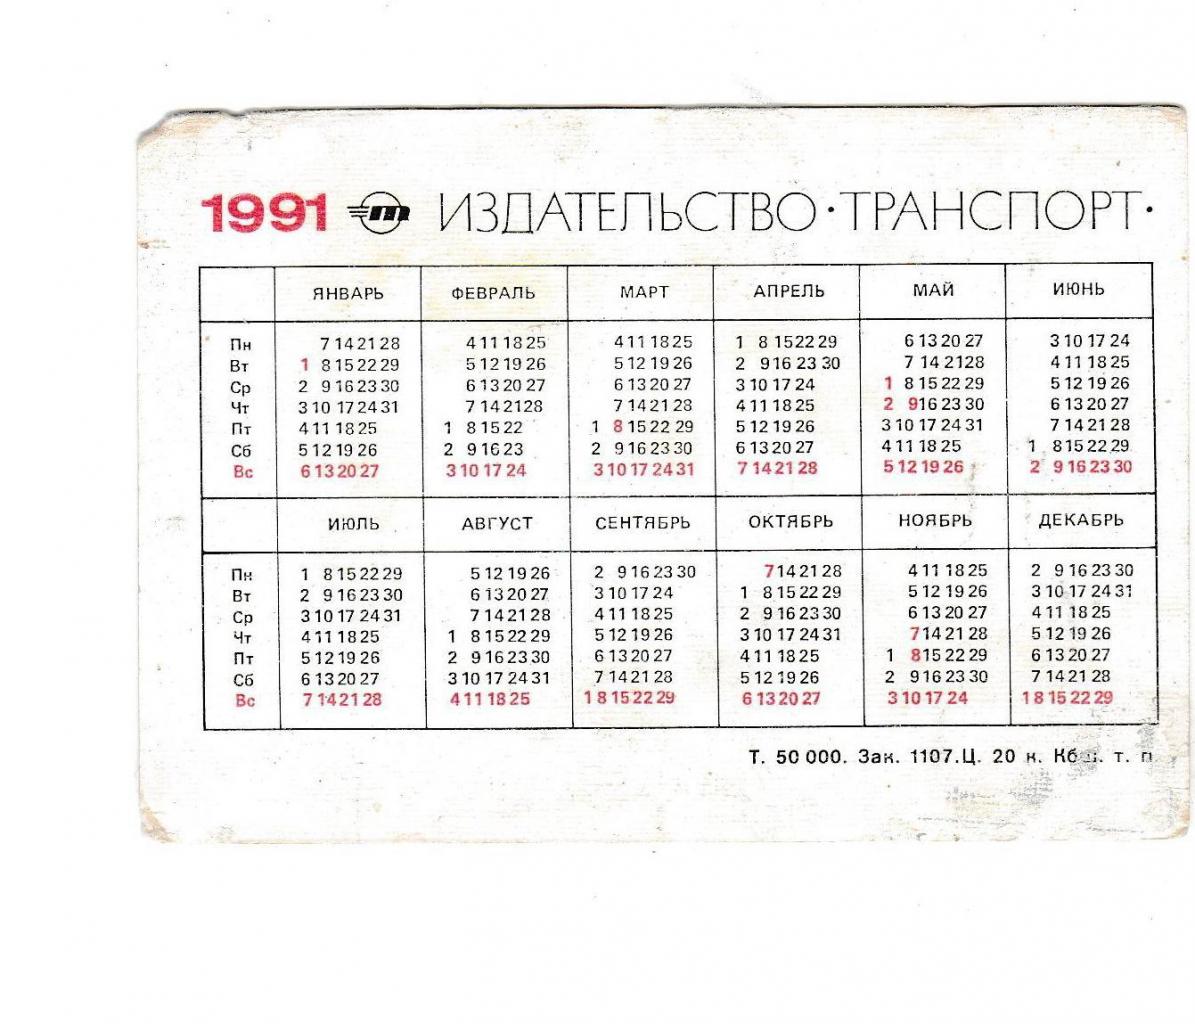 1991 m ИЗДАТЕЛЬСТВО · ТРАНСПОРТ ·
ЯНВАРЬ ФЕВРАЛЬ МАРТ АПРЕЛЬ МАЙ ИЮНЬ
Пн 7 14 21 28 4 11 18 25 4 11 18 25 1 8 15 22 29 6 13 20 27 3 10 17 24
Вт 1 8 15 22 29 5 12 19 26 5 12 19 26 2 9 16 23 30 7 14 21 28 4 11 18 25
Ср 2 9 16 23 30 6 13 20 27 6 13 20 27 3 10 17 24 1 8 15 22 29 5 12 19 26
Чт 3 10 17 24 31 7 14 21 28 7 14 21 28 4 11 18 25 2 9 16 23 30 6 13 20 27
Пт 4 11 18 25 1 8 15 22 1 8 15 22 29 5 12 19 26 3 10 17 24 31 7 14 21 28
Сб 5 12 19 26 2 9 16 23 2 9 16 23 30 6 13 20 27 4 11 18 25 1 8 15 22 29
Вс 6 13 20 27 3 10 17 24 3 10 17 24 31 7 14 21 28 5 12 19 26 2 9 16 23 30
ИЮЛЬ АВГУСТ СЕНТЯБРЬ ОКТЯБРЬ НОЯБРЬ ДЕКАБРЬ
Пн 1 8 15 22 29 5 12 19 26 2 9 16 23 30 7 14 21 28 4 11 18 25 2 9 16 23 30
Вт 2 9 16 23 30 6 13 20 27 3 10 17 24 1 8 15 22 29 5 12 19 26 3 10 17 24 31
Ср 3 10 17 24 31 7 14 21 28 4 11 18 25 2 9 16 23 30 6 13 20 27 4 11 18 25
Чт 4 11 18 25 1 8 15 22 29 5 12 19 26 3 10 17 24 31 7 14 21 28 5 12 19 26
Пт 5 12 19 26 2 9 16 23 30 6 13 20 27 4 11 18 25 1 8 15 22 29 6 13 20 27
Сб 6 13 20 27 3 10 17 24 31 7 14 21 28 5 12 19 26 2 9 16 23 30 7 14 21 28
Вс 7 14 21 28 4 11 18 25 1 8 15 22 29 6 13 20 27 3 10 17 24 1 8 15 22 29
Т. 50 000. Зак. 1107. Ц. 20 к. т. п